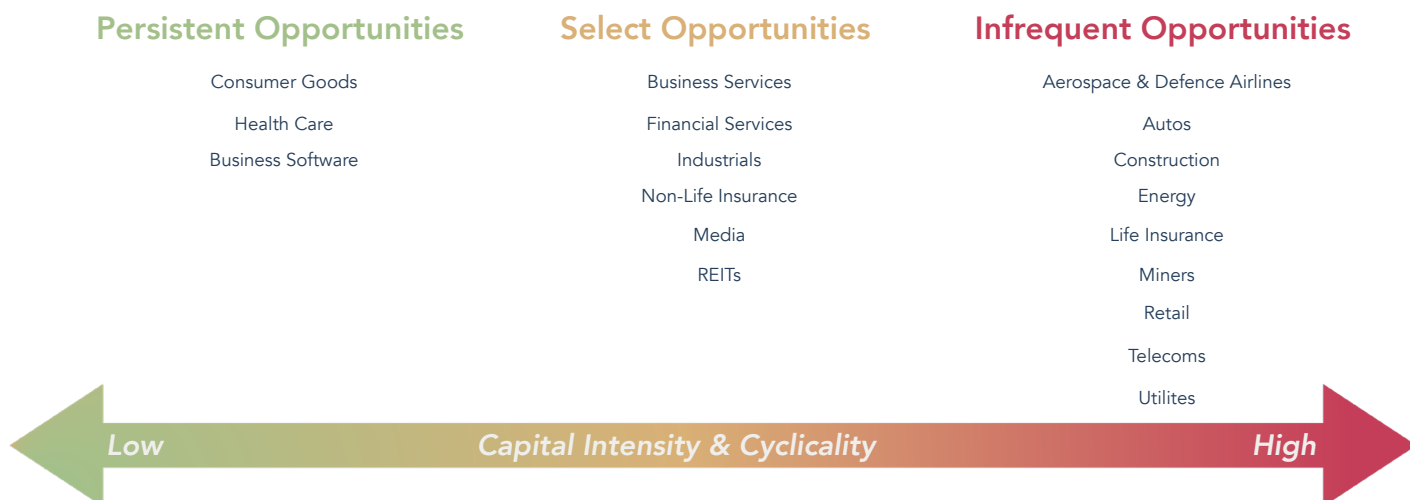 Persistent Opportunities
Consumer Goods
Health Care
Business Software
Select Opportunities
Business Services
Financial Services
Industrials
Non-Life Insurance
Media
REITs
Infrequent Opportunities
Aerospace & Defence Airlines
Autos
Construction
Energy
Life Insurance
Miners
Retail
Telecoms
Utilites
Low
Capital Intensity & Cyclicality
High